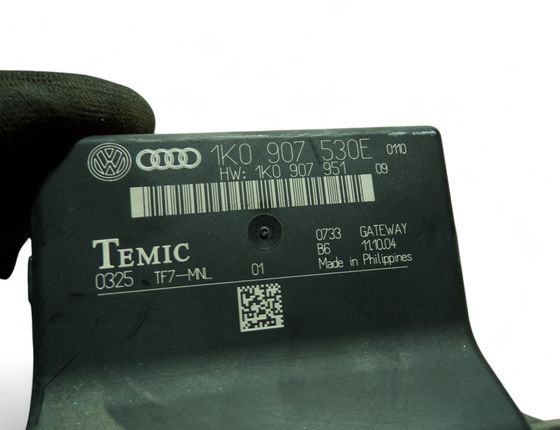 1K0 907 530E 0110
HW: 1K0 907 951 09
TEMIC 0733 GATEWAY
B6 11.10.04
0325 TF7-MNL 01 Made in Philippines